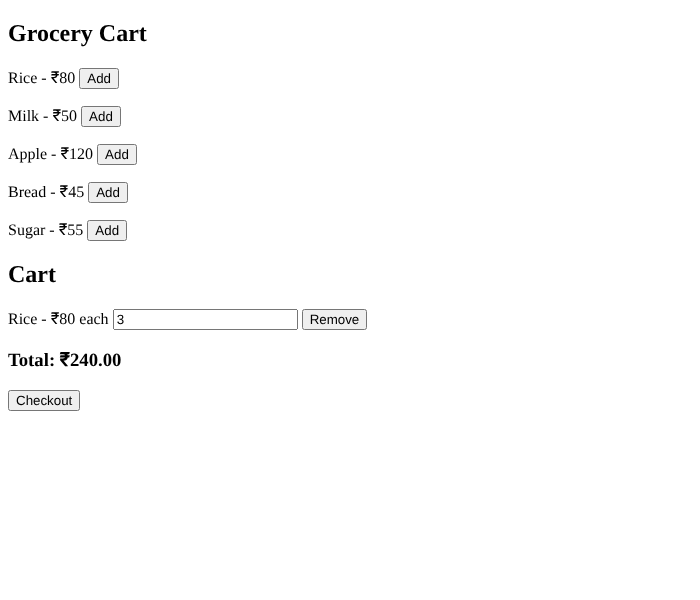 Grocery Cart
Rice - ₹80 Add
Milk - ₹50 Add
Apple - ₹120 Add
Bread - ₹45 Add
Sugar - ₹55 Add
Cart
Rice - ₹80 each 3 Remove
Total: ₹240.00
Checkout